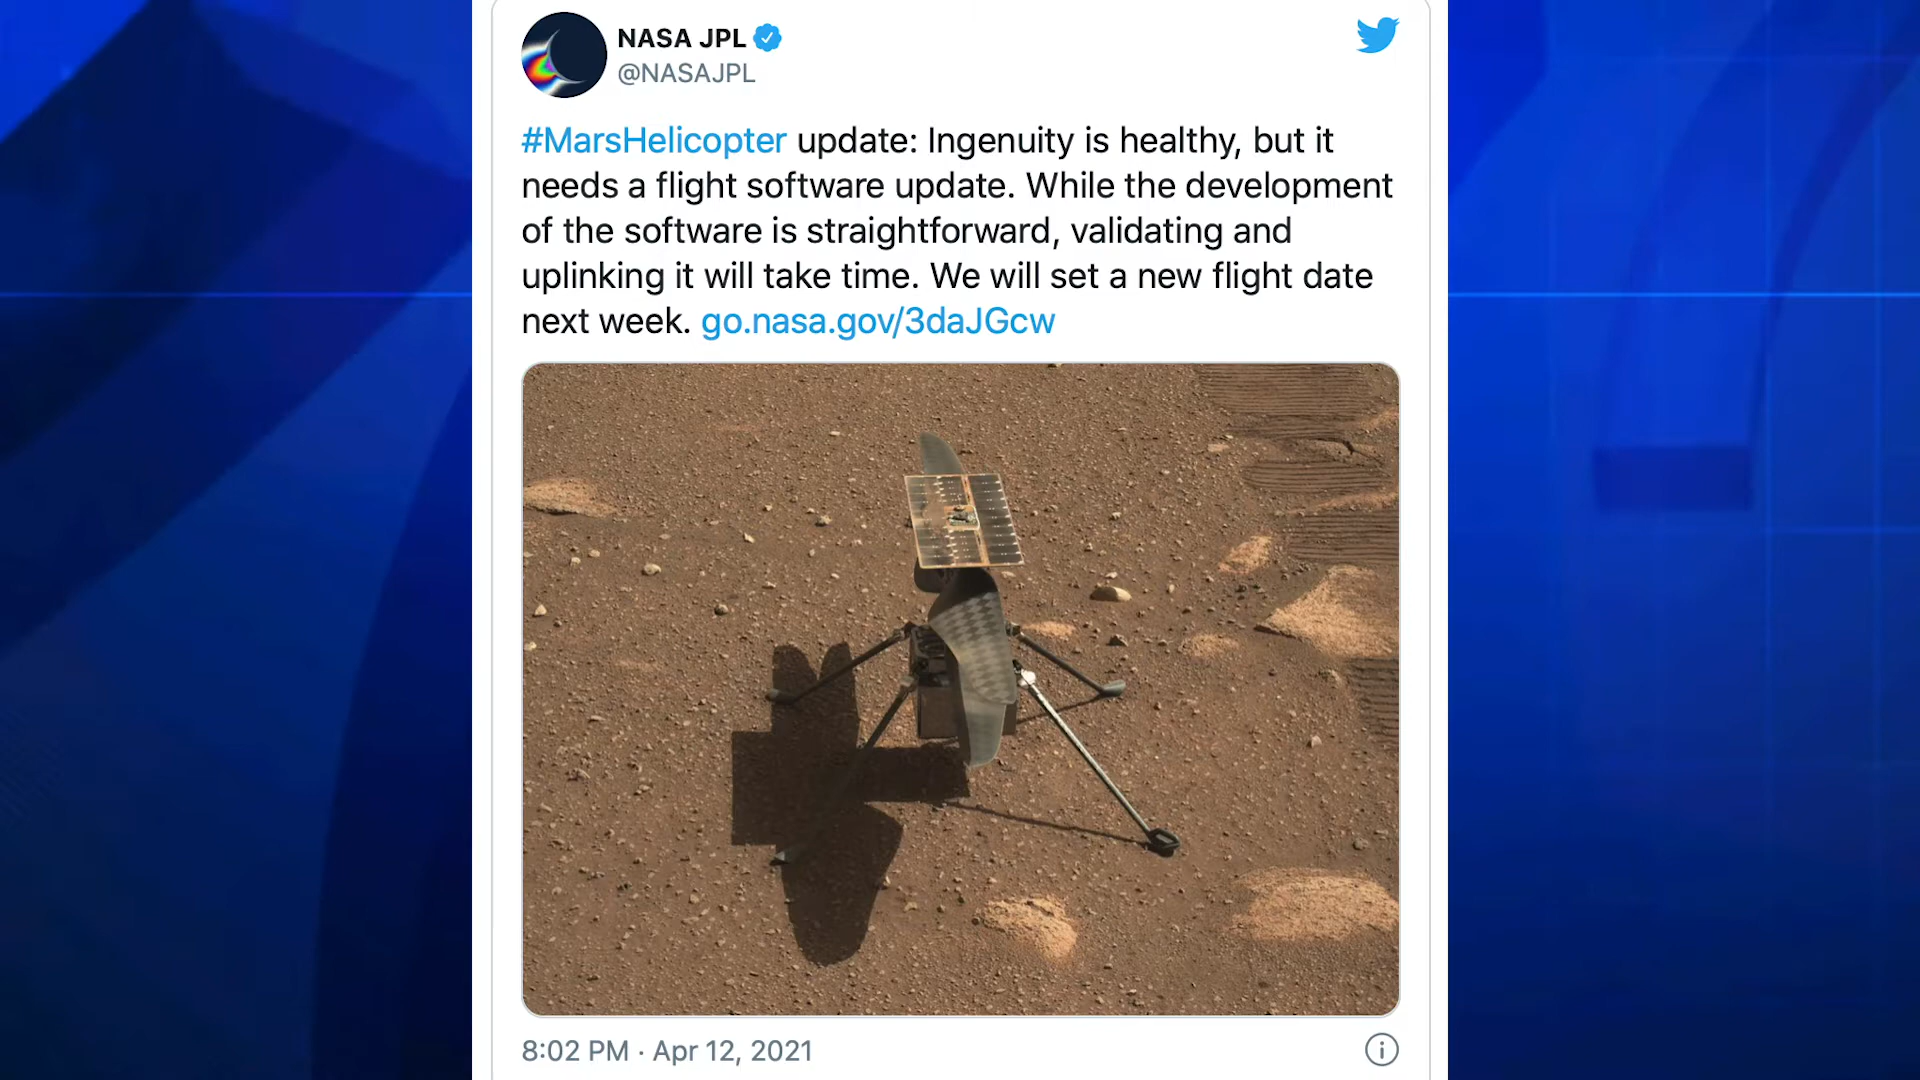 NASA JPL
@NASAJPL
#MarsHelicopter update: Ingenuity is healthy, but it
needs a flight software update. While the development
of the software is straightforward, validating and
uplinking it will take time. We will set a new flight date
next week. go.nasa.gov/3daJGcw
8:02 PM · Apr 12, 2021